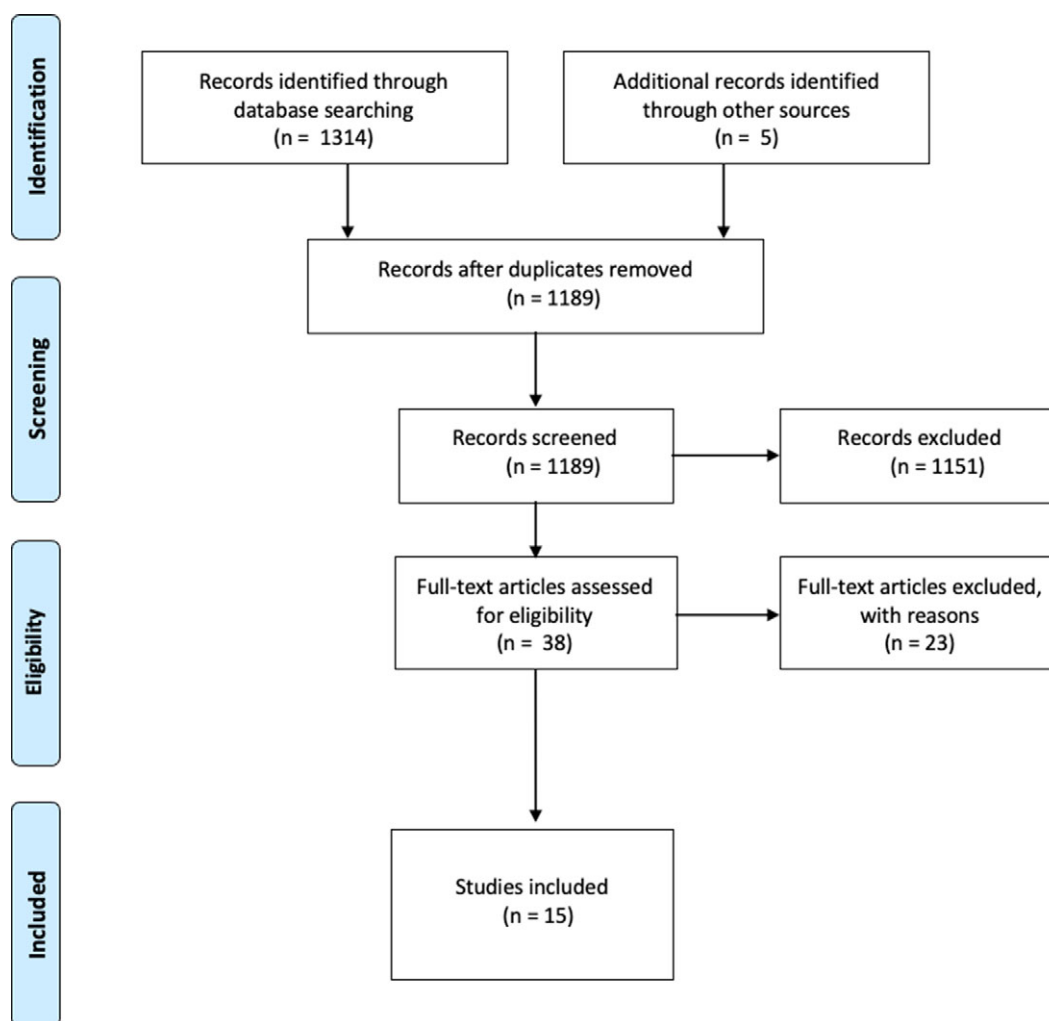 Identification
Records identified through
database searching
(n = 1314)
Additional records identified
through other sources
(n = 5)
Records after duplicates removed
(n = 1189)
Screening
Records screened
(n = 1189)
Records excluded
(n = 1151)
Eligibility
Full-text articles assessed
for eligibility
(n = 38)
Full-text articles excluded,
with reasons
(n = 23)
Included
Studies included
(n = 15)